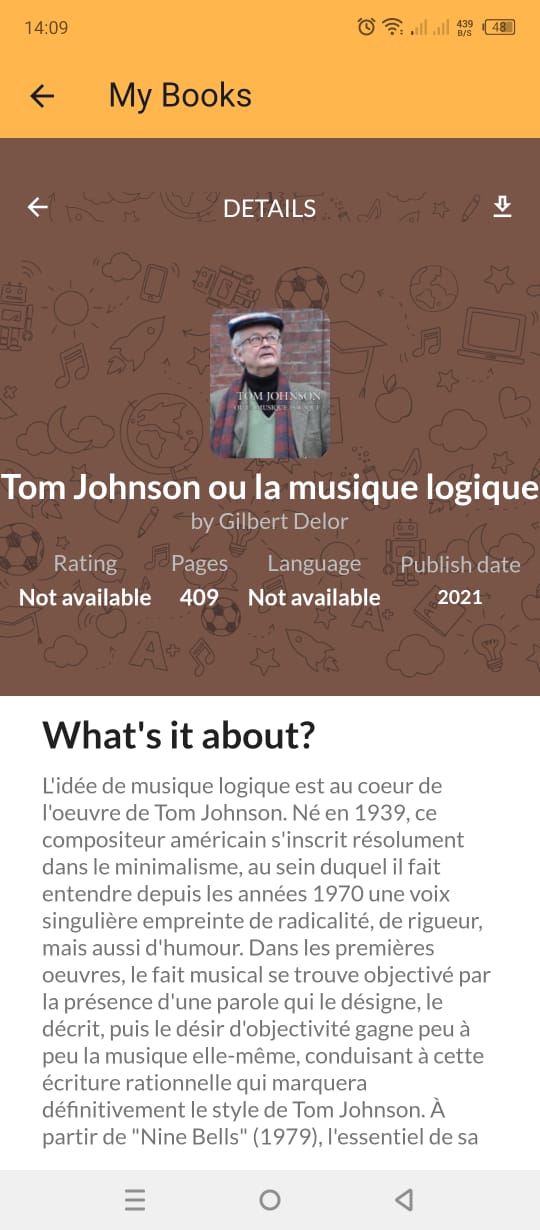 14:09
439
B/S
48
My Books
DETAILS
TOM JOHNSON
OU LA MUSIQUE LOGIQUE
Tom Johnson ou la musique logique
by Gilbert Delor
Rating Pages Language Publish date
Not available 409 Not available 2021
What's it about?
L'idée de musique logique est au coeur de
l'oeuvre de Tom Johnson. Né en 1939, ce
compositeur américain s'inscrit résolument
dans le minimalisme, au sein duquel il fait
entendre depuis les années 1970 une voix
singulière empreinte de radicalité, de rigueur,
mais aussi d'humour. Dans les premières
oeuvres, le fait musical se trouve objectivé par
la présence d'une parole qui le désigne, le
décrit, puis le désir d'objectivité gagne peu à
peu la musique elle-même, conduisant à cette
écriture rationnelle qui marquera
définitivement le style de Tom Johnson. À
partir de "Nine Bells" (1979), l'essentiel de sa